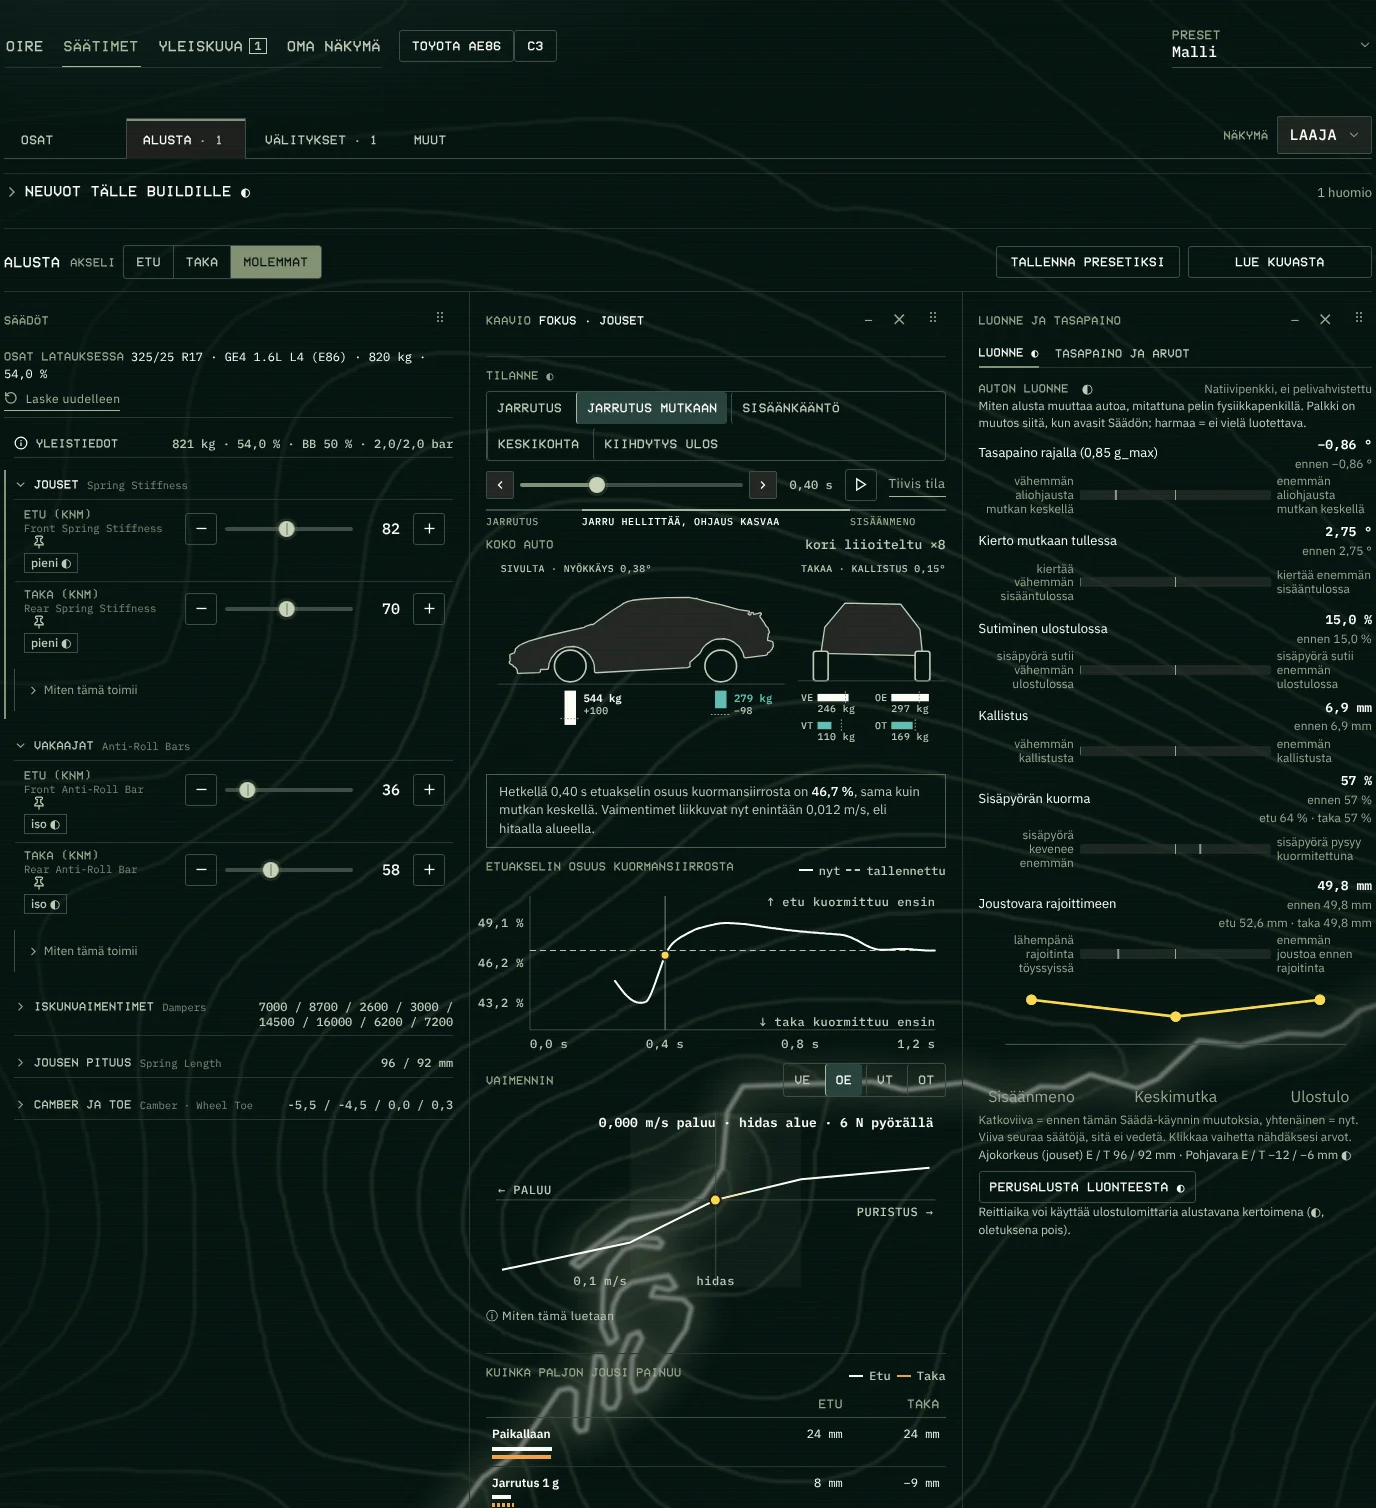 OIRE SÄÄTIMET YLEISKUVA 1 OMA NÄKYMÄ TOYOTA AE86 C3
PRESET
Malli
OSAT ALUSTA · 1 VÄLITYKSET · 1 MUUT
NÄKYMÄ LAAJA
NEUVOT TÄLLE BUILDILLE
1 huomio
ALUSTA AKSELI ETU TAKA MOLEMMAT
TALLENNA PRESETIKSI LUE KUVASTA
SÄÄDÖT
OSAT LATAUKSESSA 325/25 R17 · GE4 1.6L L4 (E86) · 820 kg ·
54,0 %
Laske uudelleen
YLEISTIEDOT 821 kg · 54,0 % · BB 50 % · 2,0/2,0 bar
JOUSET Spring Stiffness
ETU (KNM)
Front Spring Stiffness
− 82 +
pieni
TAKA (KNM)
Rear Spring Stiffness
− 70 +
pieni
Miten tämä toimii
VAKAAJAT Anti-Roll Bars
ETU (KNM)
Front Anti-Roll Bar
− 36 +
iso
TAKA (KNM)
Rear Anti-Roll Bar
− 58 +
iso
Miten tämä toimii
ISKUNVAIMENTIMET Dampers 7000 / 8700 / 2600 / 3000 /
14500 / 16000 / 6200 / 7200
JOUSEN PITUUS Spring Length 96 / 92 mm
CAMBER JA TOE Camber · Wheel Toe -5,5 / -4,5 / 0,0 / 0,3
KAAVIO FOKUS · JOUSET
TILANNE
JARRUTUS JARRUTUS MUTKAAN SISÄÄNKÄÄNTÖ
KESKIKOHTA KIIHDYTYS ULOS
0,40 s Tiivis tila
JARRUTUS JARRU HELLITTÄÄ, OHJAUS KASVAA SISÄÄNMENO
KOKO AUTO kori liioiteltu ×8
SIVULTA · NYÖKKÄYS 0,38° TAKAA · KALLISTUS 0,15°
544 kg
+100
279 kg
−98
VE OE
246 kg 297 kg
VT OT
110 kg 169 kg
Hetkellä 0,40 s etuakselin osuus kuormansiirrosta on 46,7 %, sama kuin
mutkan keskellä. Vaimentimet liikkuvat nyt enintään 0,012 m/s, eli
hitaalla alueella.
ETUAKSELIN OSUUS KUORMANSIIRROSTA nyt tallennettu
↑ etu kuormittuu ensin
49,1 %
46,2 %
43,2 %
↓ taka kuormittuu ensin
0,0 s 0,4 s 0,8 s 1,2 s
VAIMENNIN VE OE VT OT
0,000 m/s paluu · hidas alue · 6 N pyörällä
← PALUU
PURISTUS →
0,1 m/s hidas
Miten tämä luetaan
KUINKA PALJON JOUSI PAINUU Etu Taka
ETU TAKA
Paikallaan 24 mm 24 mm
Jarrutus 1 g 8 mm −9 mm
LUONNE JA TASAPAINO
LUONNE TASAPAINO JA ARVOT
AUTON LUONNE Natiivipenkki, ei pelivahvistettu
Miten alusta muuttaa autoa, mitattuna pelin fysiikkapenkillä. Palkki on
muutos siitä, kun avasit Säädön; harmaa = ei vielä luotettava.
Tasapaino rajalla (0,85 g_max) −0,86 °
ennen −0,86 °
vähemmän
aliohjausta
mutkan keskellä
enemmän
aliohjausta
mutkan keskellä
Kierto mutkaan tullessa 2,75 °
ennen 2,75 °
kiertää
vähemmän
sisääntulossa
kiertää enemmän
sisääntulossa
Sutiminen ulostulossa 15,0 %
ennen 15,0 %
sisäpyörä sutii
vähemmän
ulostulossa
sisäpyörä sutii
enemmän
ulostulossa
Kallistus 6,9 mm
ennen 6,9 mm
vähemmän
kallistusta
enemmän
kallistusta
Sisäpyörän kuorma 57 %
ennen 57 %
etu 64 % · taka 57 %
sisäpyörä
kevenee
enemmän
sisäpyörä pysyy
kuormitettuna
Joustovara rajoittimeen 49,8 mm
ennen 49,8 mm
etu 52,6 mm · taka 49,8 mm
lähempänä
rajoitinta
töyssyissä
enemmän
joustoa ennen
rajoitinta
Sisäänmeno Keskimutka Ulostulo
Katkoviiva = ennen tämän Säädä-käynnin muutoksia, yhtenäinen = nyt.
Viiva seuraa säätöjä, sitä ei vedetä. Klikkaa vaihetta nähdäksesi arvot.
Ajokorkeus (jouset) E / T 96 / 92 mm · Pohjavara E / T −12 / −6 mm
PERUSALUSTA LUONTEESTA
Reittiaika voi käyttää ulostulomittaria alustavana kertoimena (◐,
oletuksena pois).